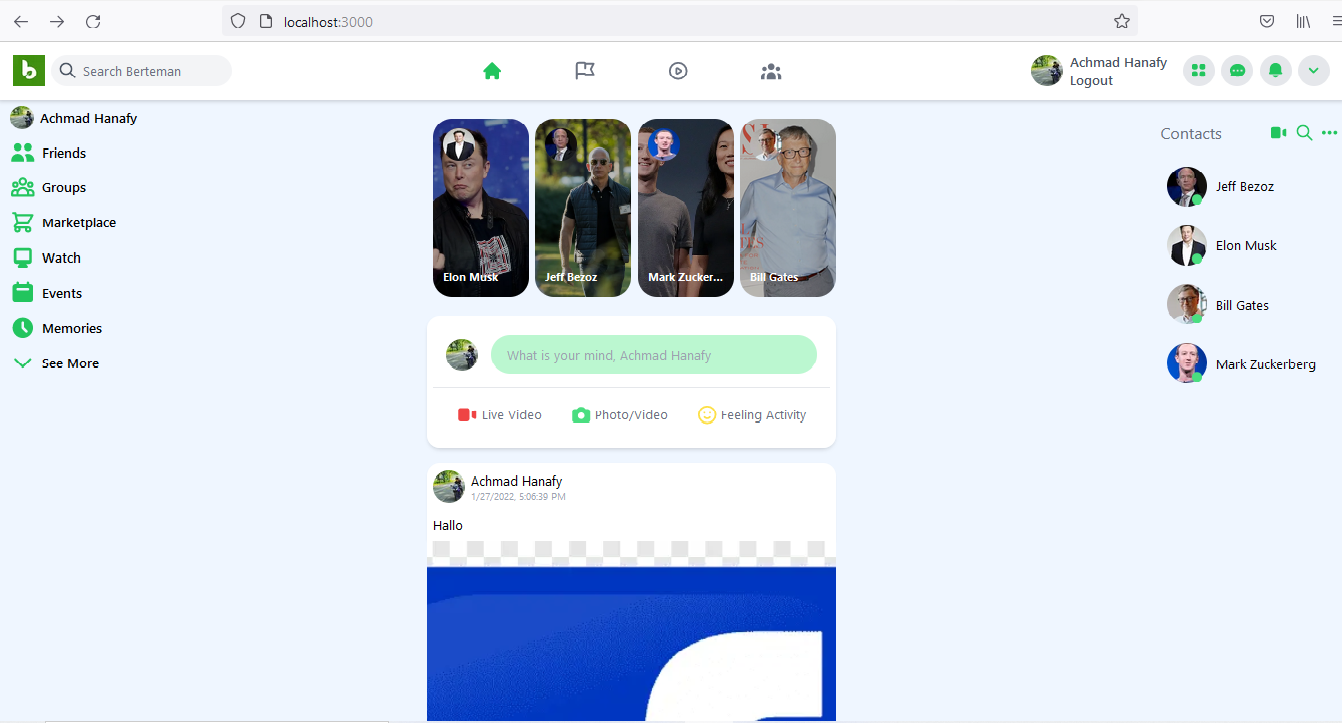 localhost:3000
b
Search Berteman
Achmad Hanafy
Logout
Achmad Hanafy
Friends
Groups
Marketplace
Watch
Events
Memories
See More
Elon Musk
Jeff Bezoz
Mark Zucker...
Bill Gates
What is your mind, Achmad Hanafy
Live Video
Photo/Video
Feeling Activity
Achmad Hanafy
1/27/2022, 5:06:39 PM
Hallo
Contacts
Jeff Bezoz
Elon Musk
Bill Gates
Mark Zuckerberg